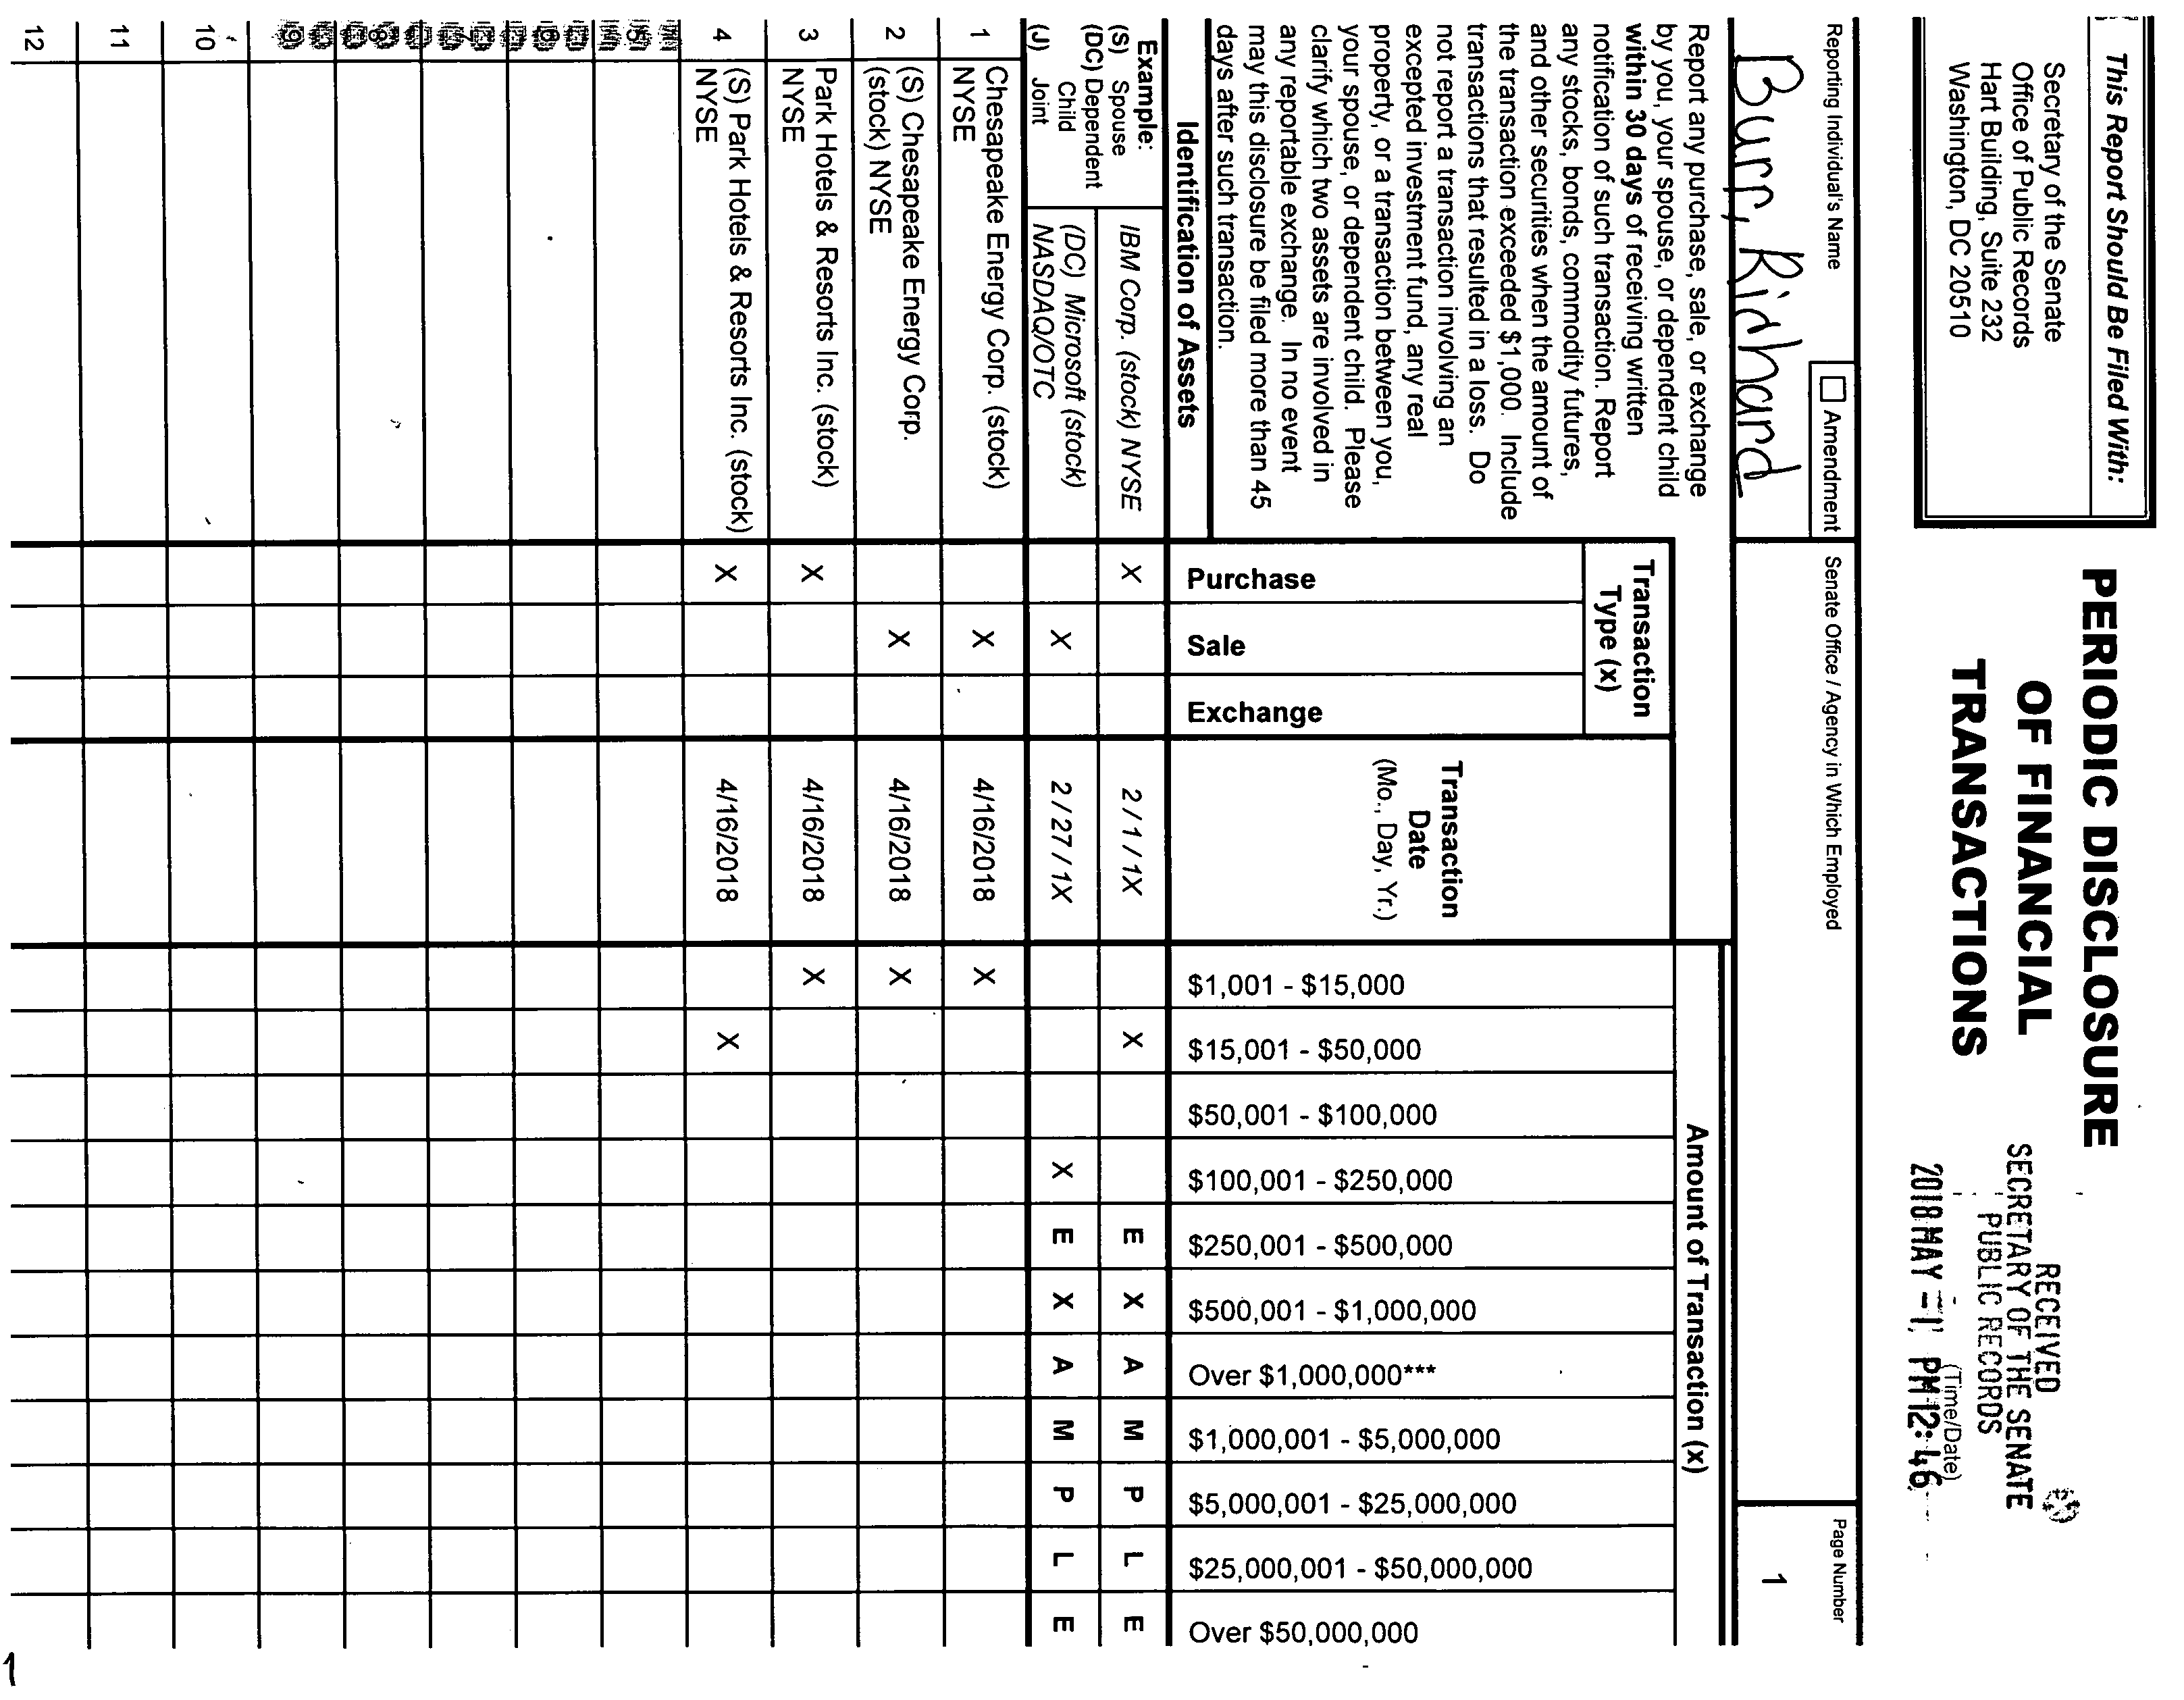 This Report Should Be Filed With:
Secretary of the Senate
Office of Public Records
Hart Building, Suite 232
Washington, DC 20510
PERIODIC DISCLOSURE
OF FINANCIAL
TRANSACTIONS
RECEIVED
SECRETARY OF THE SENATE
PUBLIC RECORDS
(Time/Date)
2018 MAY -1 PM 12:46
Reporting Individual's Name
Burr, Richard
☐ Amendment
Senate Office / Agency in Which Employed
Page Number
1
Report any purchase, sale, or exchange
by you, your spouse, or dependent child
within 30 days of receiving written
notification of such transaction. Report
any stocks, bonds, commodity futures,
and other securities when the amount of
the transaction exceeded $1,000. Include
transactions that resulted in a loss. Do
not report a transaction involving an
excepted investment fund, any real
property, or a transaction between you,
your spouse, or dependent child. Please
clarify which two assets are involved in
any reportable exchange. In no event
may this disclosure be filed more than 45
days after such transaction.
Identification of Assets
Transaction
Type (x)
Purchase
Sale
Exchange
Transaction
Date
(Mo., Day, Yr.)
Amount of Transaction (x)
$1,001 - $15,000
$15,001 - $50,000
$50,001 - $100,000
$100,001 - $250,000
$250,001 - $500,000
$500,001 - $1,000,000
Over $1,000,000***
$1,000,001 - $5,000,000
$5,000,001 - $25,000,000
$25,000,001 - $50,000,000
Over $50,000,000
Example:
(S) Spouse
(DC) Dependent
Child
(J) Joint
IBM Corp. (stock) NYSE X 2 / 1 / 1X X E X A M P L E
(DC) Microsoft (stock)
NASDAQ/OTC X 2 / 27 / 1X X E X A M P L E
1 Chesapeake Energy Corp. (stock)
NYSE X 4/16/2018 X
2 (S) Chesapeake Energy Corp.
(stock) NYSE X 4/16/2018 X
3 Park Hotels & Resorts Inc. (stock)
NYSE X 4/16/2018 X
4 (S) Park Hotels & Resorts Inc. (stock)
NYSE X 4/16/2018 X
10
11
12
1